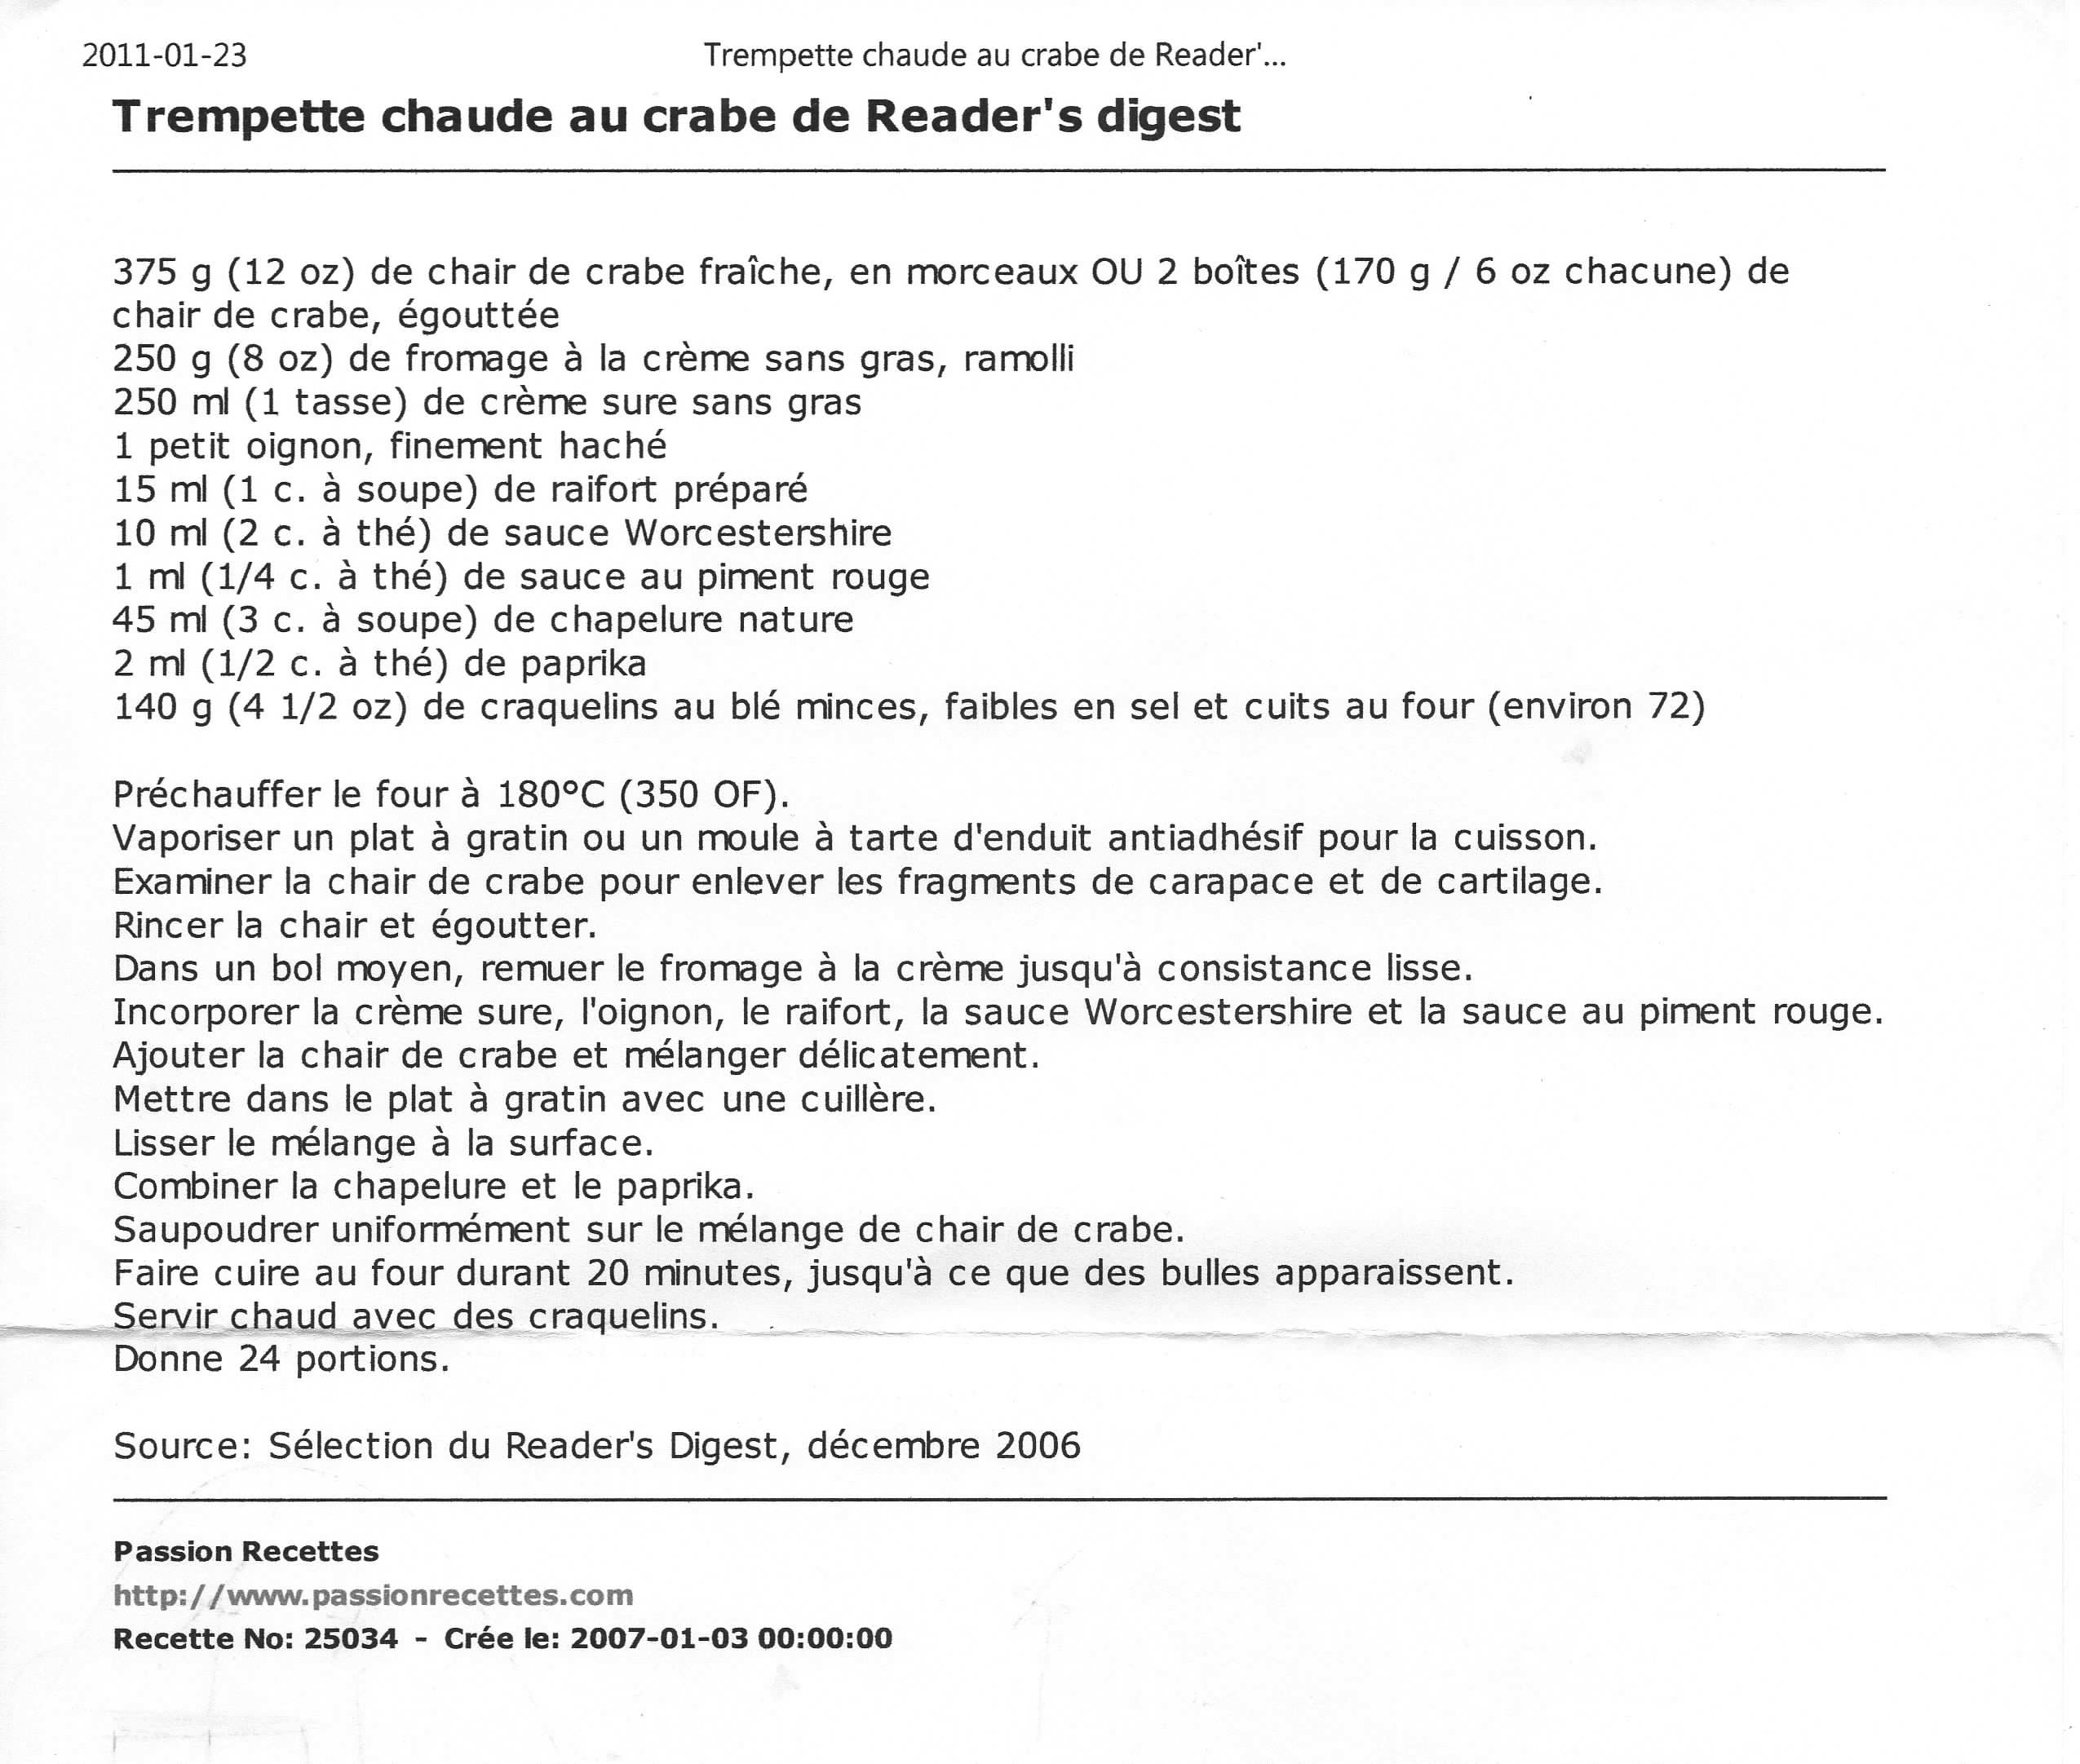 2011-01-23 Trempette chaude au crabe de Reader'...
Trempette chaude au crabe de Reader's digest
375 g (12 oz) de chair de crabe fraîche, en morceaux OU 2 boîtes (170 g / 6 oz chacune) de
chair de crabe, égouttée
250 g (8 oz) de fromage à la crème sans gras, ramolli
250 ml (1 tasse) de crème sure sans gras
1 petit oignon, finement haché
15 ml (1 c. à soupe) de raifort préparé
10 ml (2 c. à thé) de sauce Worcestershire
1 ml (1/4 c. à thé) de sauce au piment rouge
45 ml (3 c. à soupe) de chapelure nature
2 ml (1/2 c. à thé) de paprika
140 g (4 1/2 oz) de craquelins au blé minces, faibles en sel et cuits au four (environ 72)
Préchauffer le four à 180°C (350 OF).
Vaporiser un plat à gratin ou un moule à tarte d'enduit antiadhésif pour la cuisson.
Examiner la chair de crabe pour enlever les fragments de carapace et de cartilage.
Rincer la chair et égoutter.
Dans un bol moyen, remuer le fromage à la crème jusqu'à consistance lisse.
Incorporer la crème sure, l'oignon, le raifort, la sauce Worcestershire et la sauce au piment rouge.
Ajouter la chair de crabe et mélanger délicatement.
Mettre dans le plat à gratin avec une cuillère.
Lisser le mélange à la surface.
Combiner la chapelure et le paprika.
Saupoudrer uniformément sur le mélange de chair de crabe.
Faire cuire au four durant 20 minutes, jusqu'à ce que des bulles apparaissent.
Servir chaud avec des craquelins.
Donne 24 portions.
Source: Sélection du Reader's Digest, décembre 2006
Passion Recettes
http://www.passionrecettes.com
Recette No: 25034 - Crée le: 2007-01-03 00:00:00